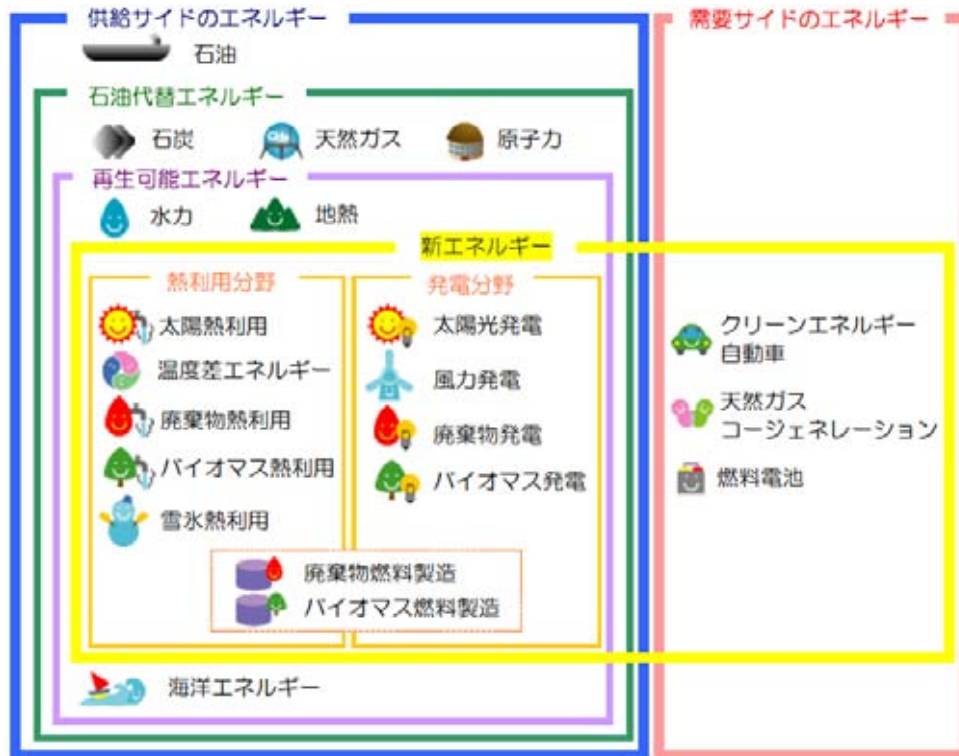 供給サイドのエネルギー
需要サイドのエネルギー
石油
石油代替エネルギー
石炭
天然ガス
原子力
再生可能エネルギー
水力
地熱
新エネルギー
熱利用分野
太陽熱利用
温度差エネルギー
廃棄物熱利用
バイオマス熱利用
雪氷熱利用
発電分野
太陽光発電
風力発電
廃棄物発電
バイオマス発電
廃棄物燃料製造
バイオマス燃料製造
クリーンエネルギー
自動車
天然ガス
コージェネレーション
燃料電池
海洋エネルギー